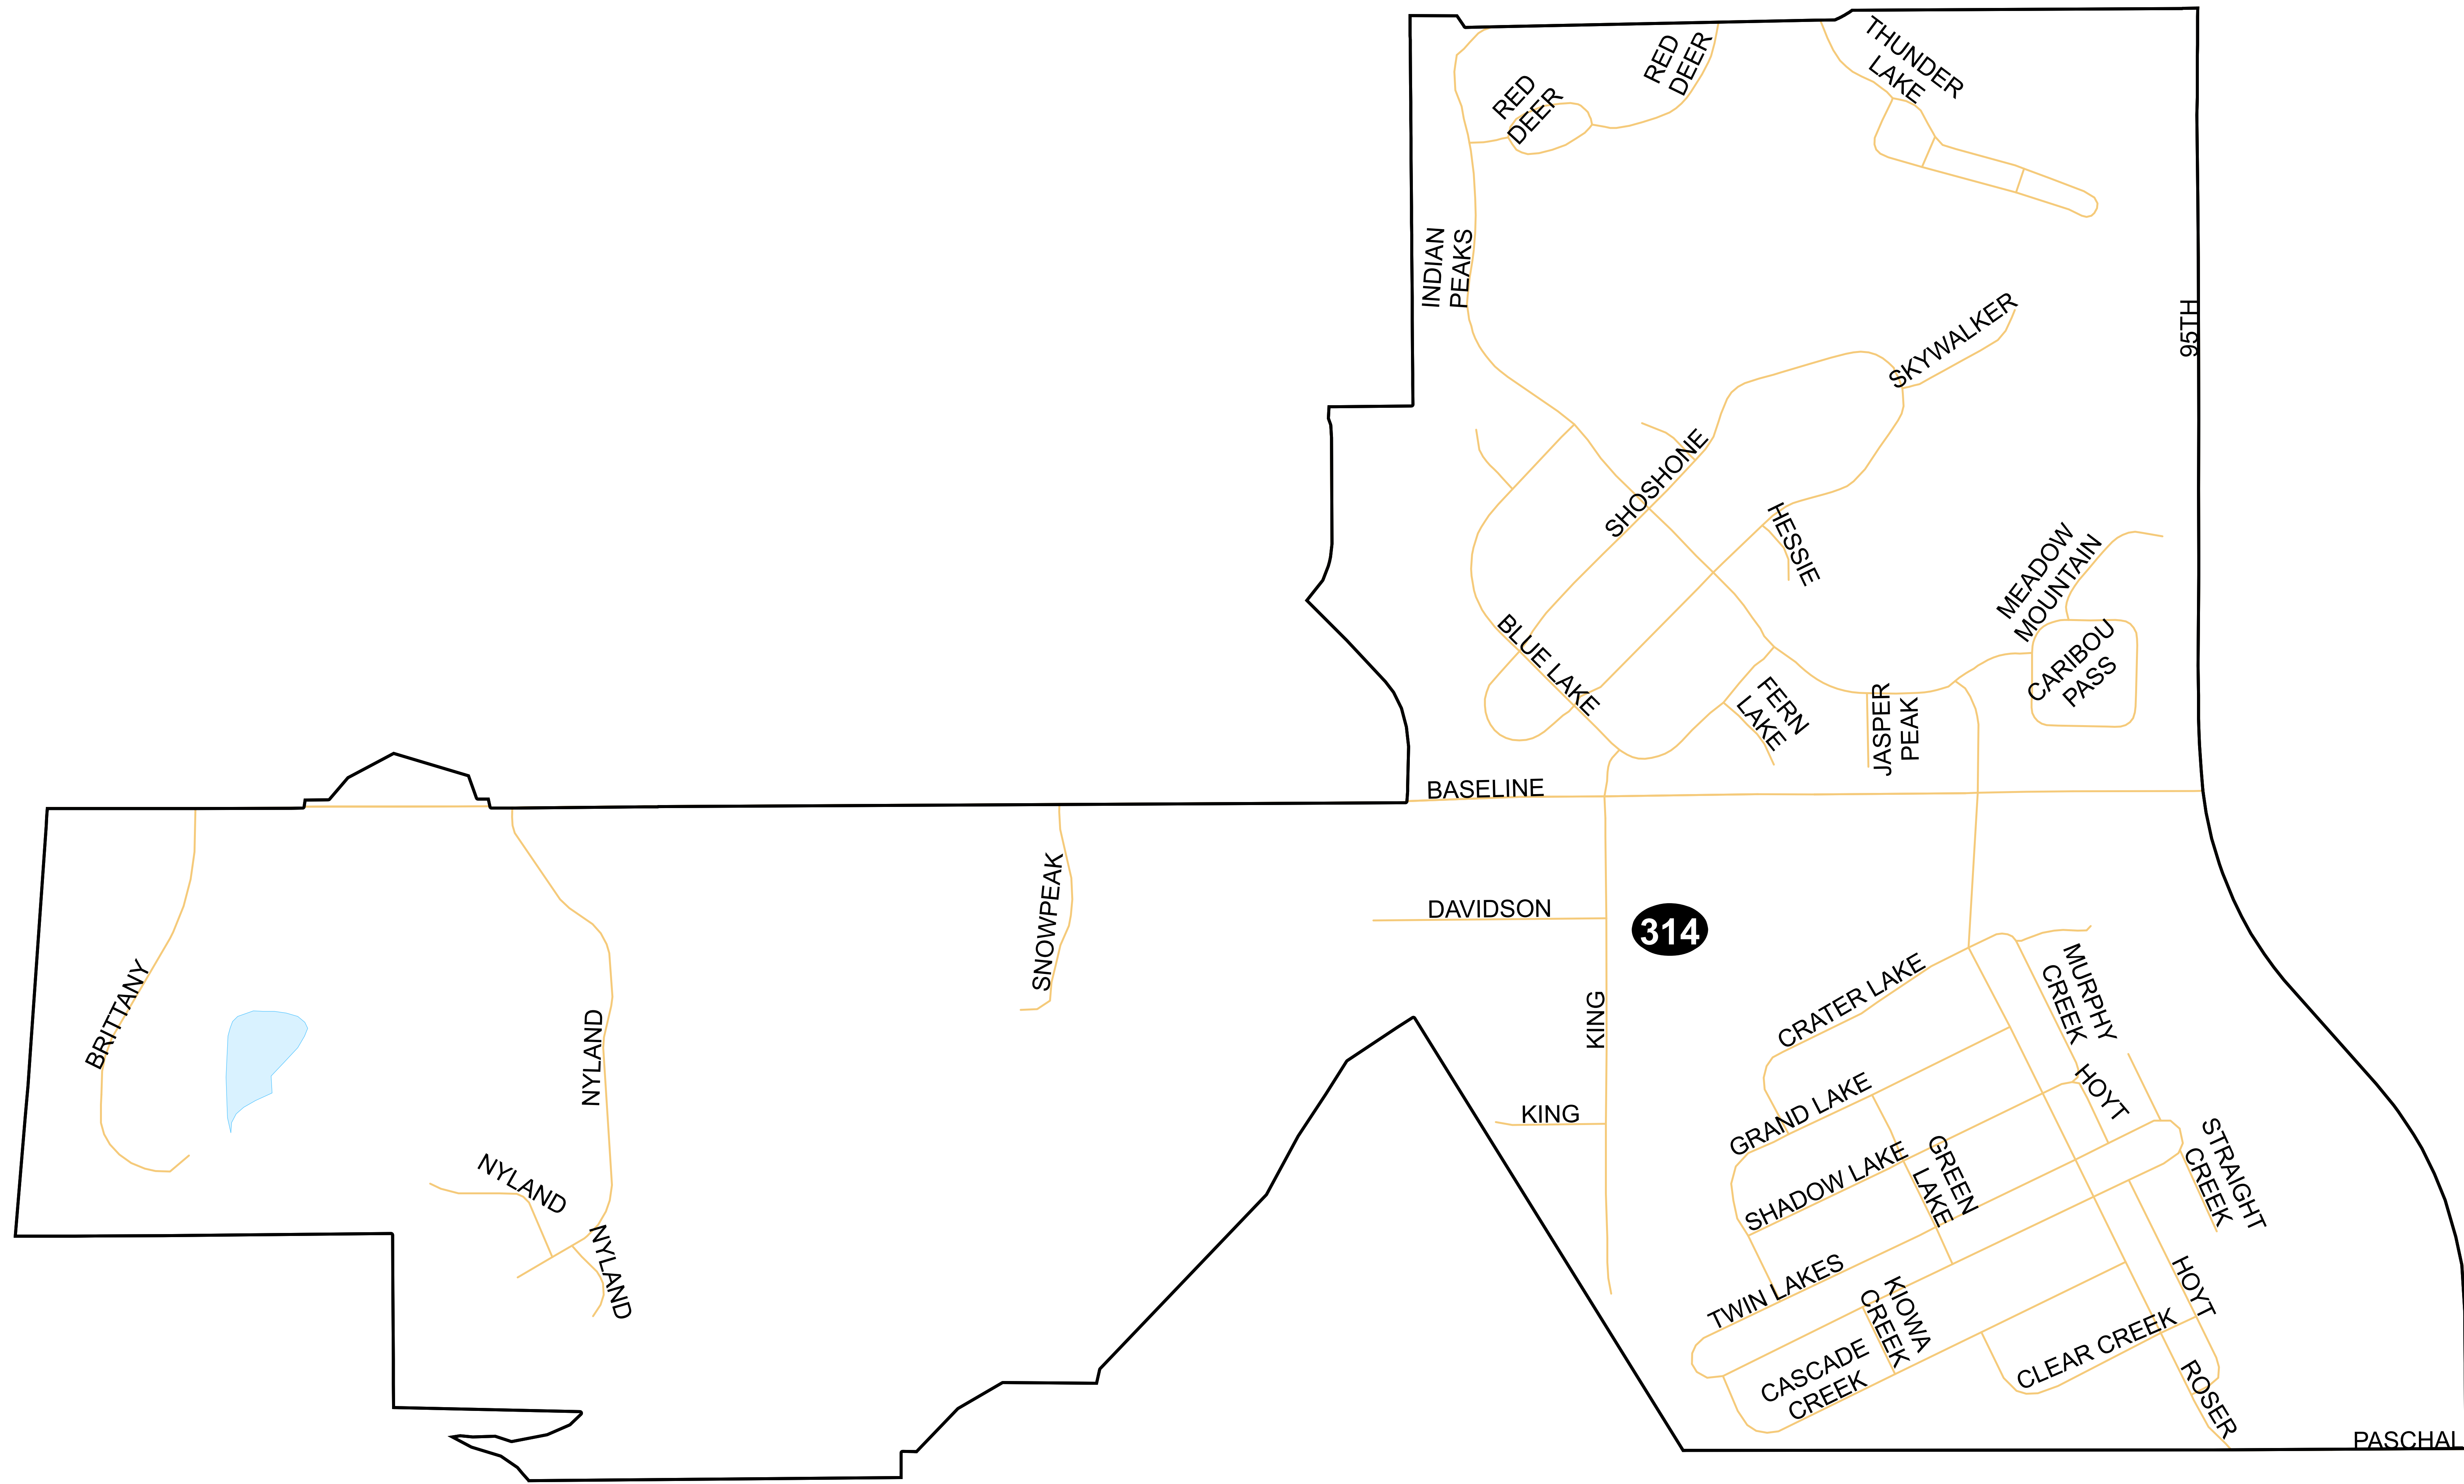 THUNDER
LAKE
RED
DEER
RED
DEER
INDIAN
PEAKS
95TH
SKYWALKER
SHOSHONE
HESSIE
MEADOW
MOUNTAIN
CARIBOU
PASS
BLUE LAKE
FERN
LAKE
JASPER
PEAK
BASELINE
DAVIDSON
314
SNOWPEAK
BRITTANY
NYLAND
NYLAND
NYLAND
KING
KING
CRATER LAKE
MURPHY
CREEK
GRAND LAKE
HOYT
SHADOW LAKE
GREEN
LAKE
STRAIGHT
CREEK
TWIN LAKES
KIOWA
CREEK
HOYT
CASCADE
CREEK
CLEAR CREEK
ROSER
PASCHAL